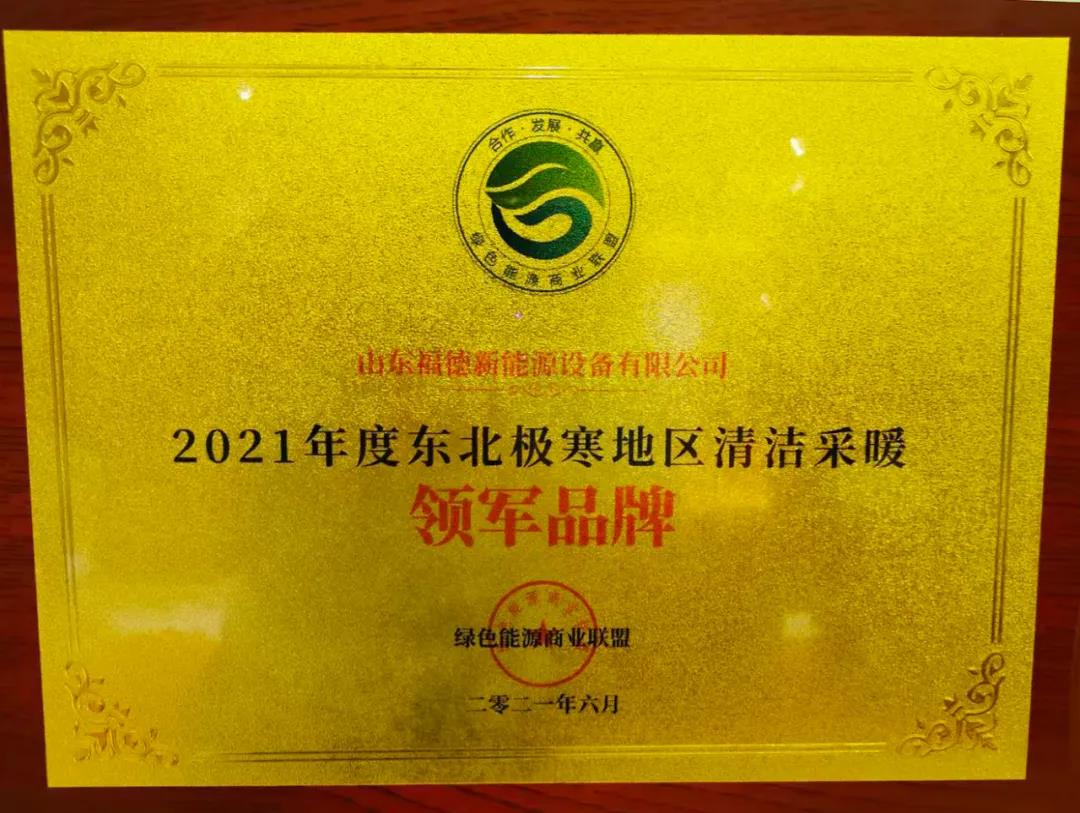 合作·发展·共赢
绿色能源商业联盟
山东福德新能源设备有限公司
2021年度东北极寒地区清洁采暖
领军品牌
绿色能源商业联盟
二零二一年六月